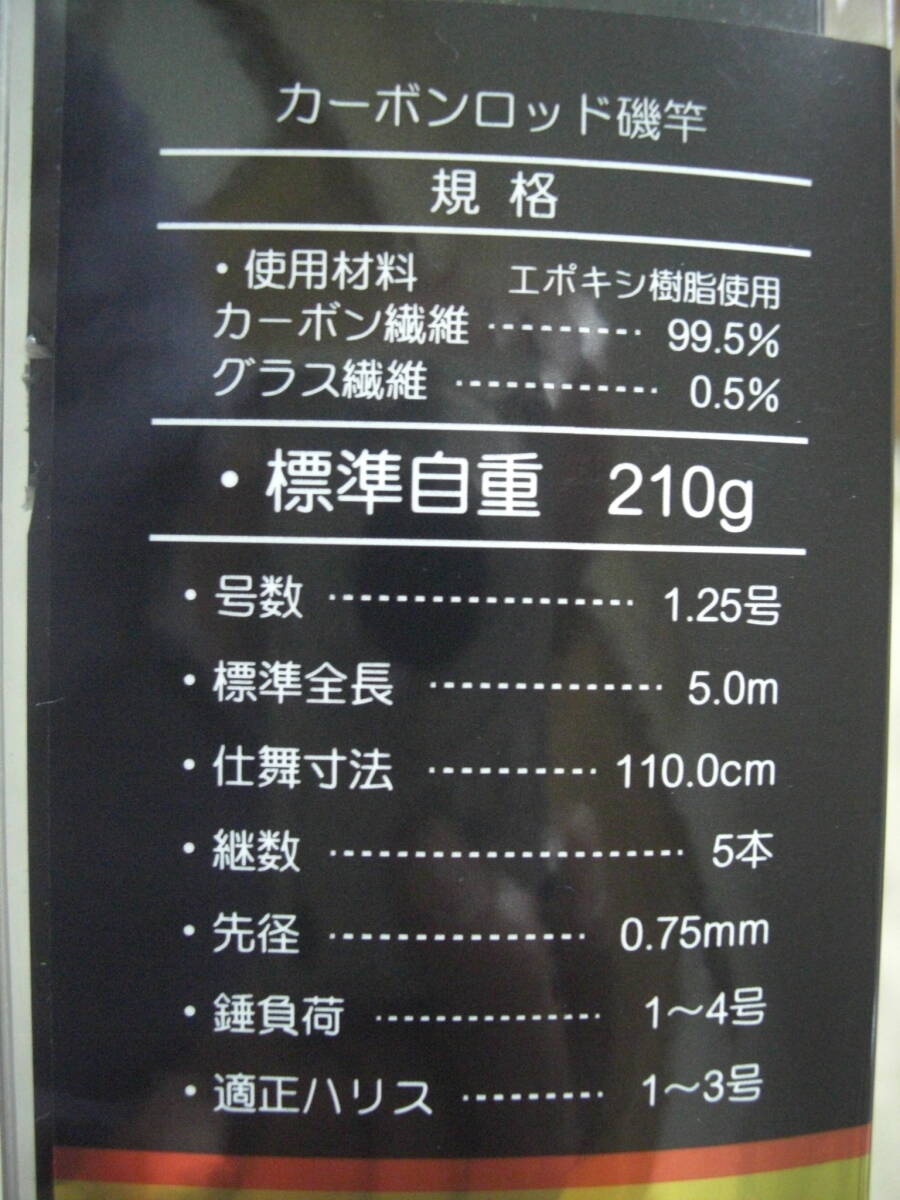 カーボンロッド磯竿
規 格
・使用材料 エポキシ樹脂使用
カーボン繊維 ………… 99.5%
グラス繊維 ………… 0.5%
・標準自重 210g
・号数 ………… 1.25号
・標準全長 ………… 5.0m
・仕舞寸法 ………… 110.0cm
・継数 ………… 5本
・先径 ………… 0.75mm
・錘負荷 ………… 1〜4号
・適正ハリス ………… 1〜3号